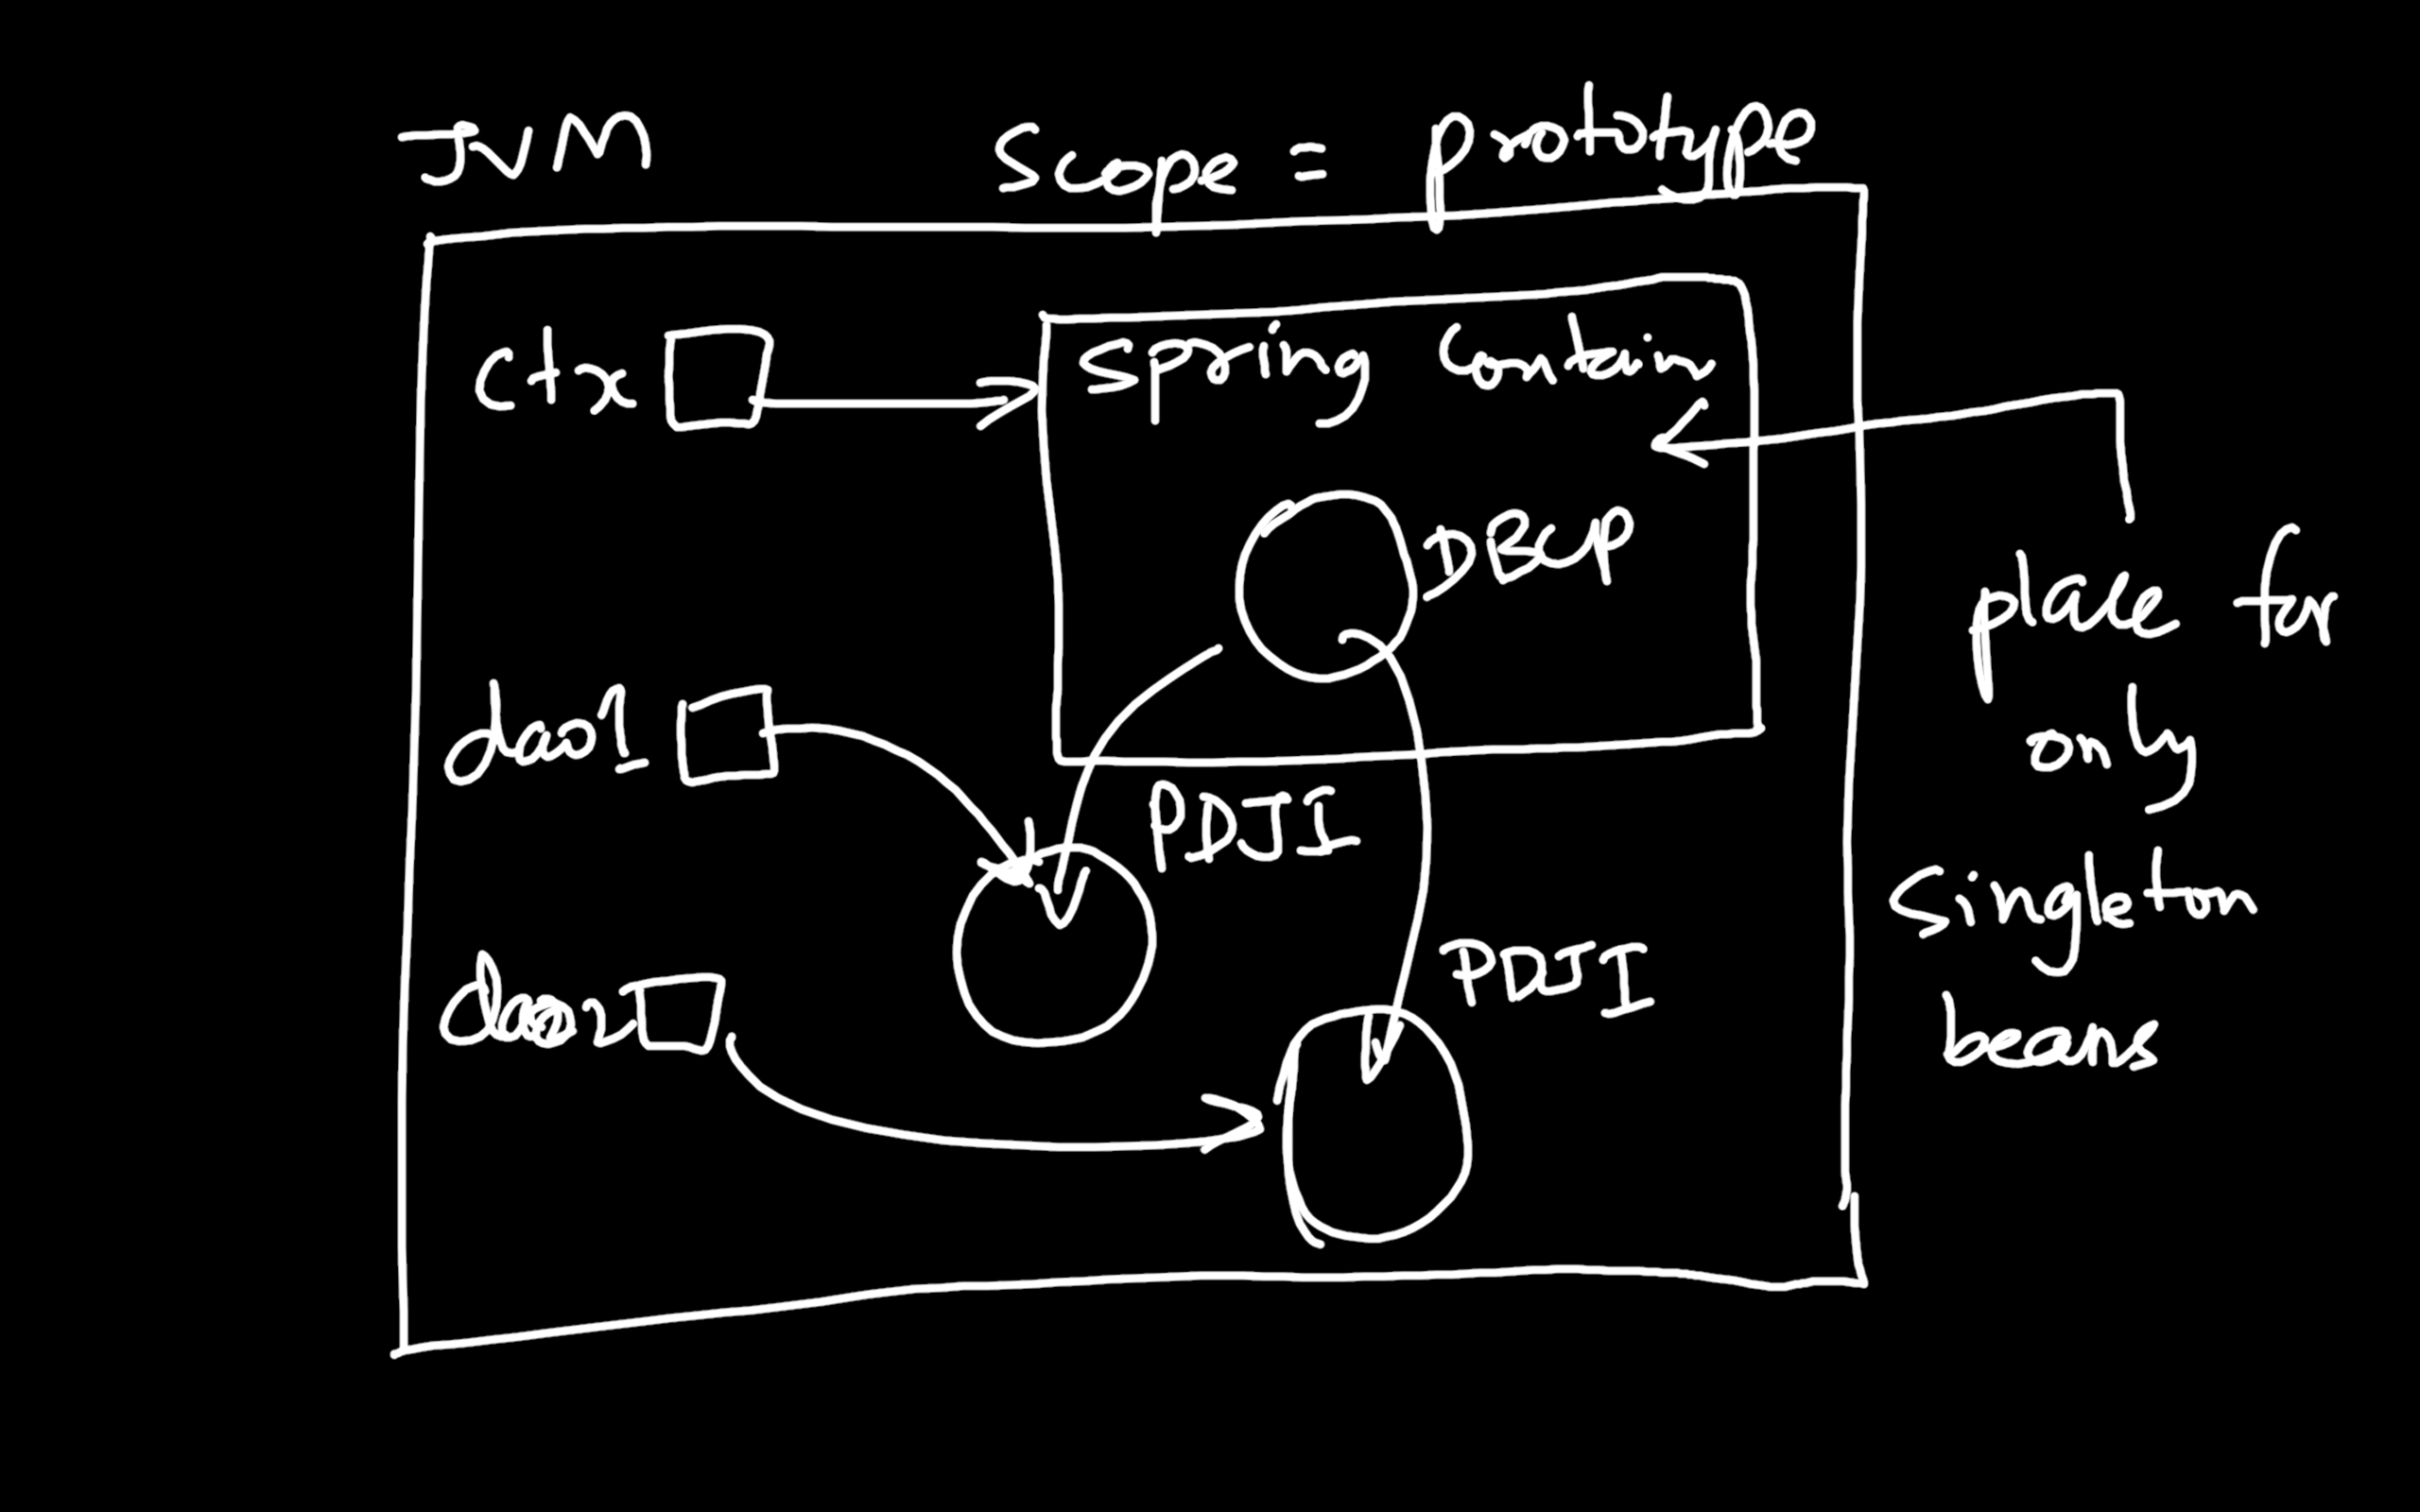 JVM Scope = prototype
Ctx
Spring Contain
DBCP
place for
only
singleton
beans
dao1
PDJI
dao2
PDJI